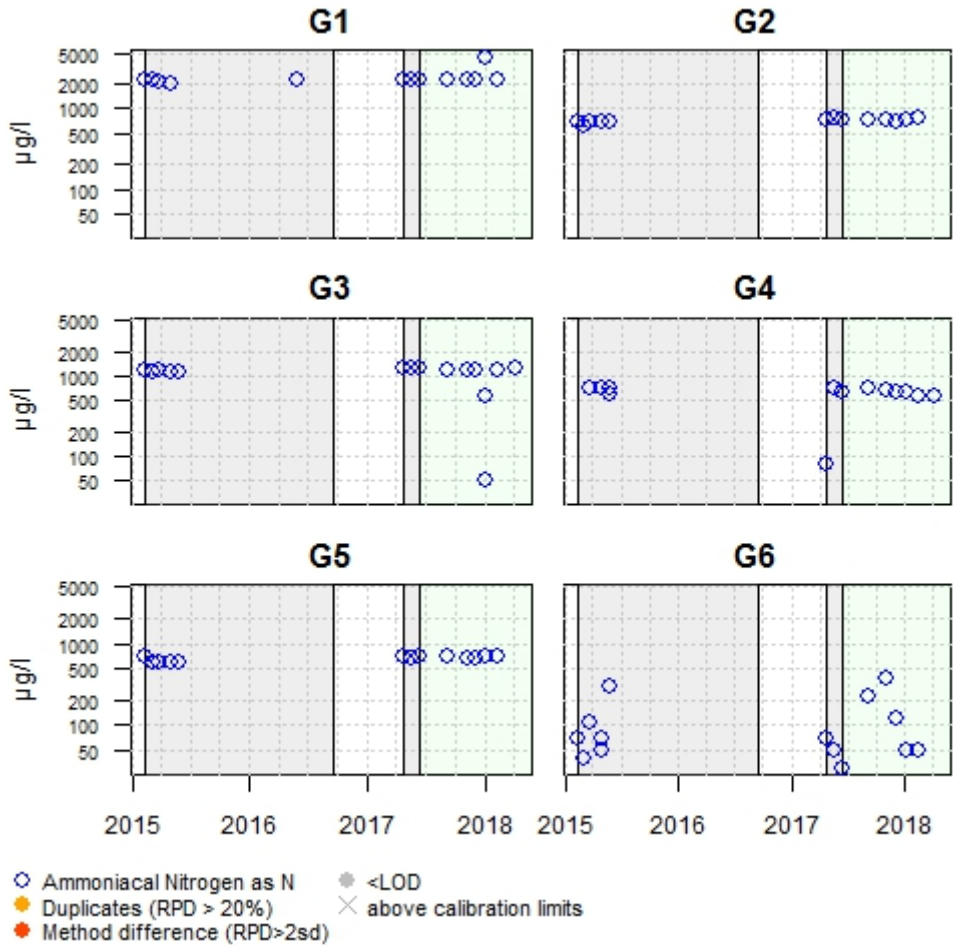 G1 G2
5000
2000
1000
500
200
100
50
µg/l
G3 G4
5000
2000
1000
500
200
100
50
µg/l
G5 G6
5000
2000
1000
500
200
100
50
µg/l
2015 2016 2017 2018 2015 2016 2017 2018
Ammoniacal Nitrogen as N <LOD
Duplicates (RPD > 20%) above calibration limits
Method difference (RPD>2sd)